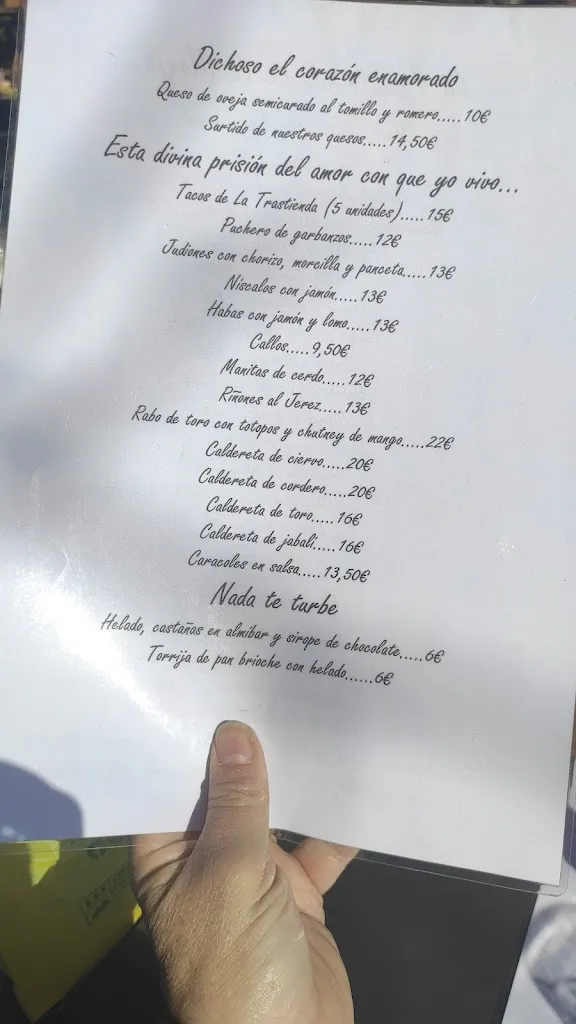 Dichoso el corazón enamorado
Queso de oveja semicurado al tomillo y romero.....10€
Surtido de nuestros quesos.....14,50€
Esta divina prisión del amor con que yo vivo...
Tacos de La Trastienda (5 unidades).....15€
Puchero de garbanzos.....12€
Judiones con chorizo, morcilla y panceta.....13€
Níscalos con jamón.....13€
Habas con jamón y lomo.....13€
Callos.....9,50€
Manitas de cerdo.....12€
Riñones al Jerez.....13€
Rabo de toro con totopos y chutney de mango.....22€
Caldereta de ciervo.....20€
Caldereta de cordero.....20€
Caldereta de toro.....16€
Caldereta de jabalí.....16€
Caracoles en salsa.....13,50€
Nada te turbe
Helado, castañas en almibar y sirope de chocolate.....6€
Torrija de pan brioche con helado......6€